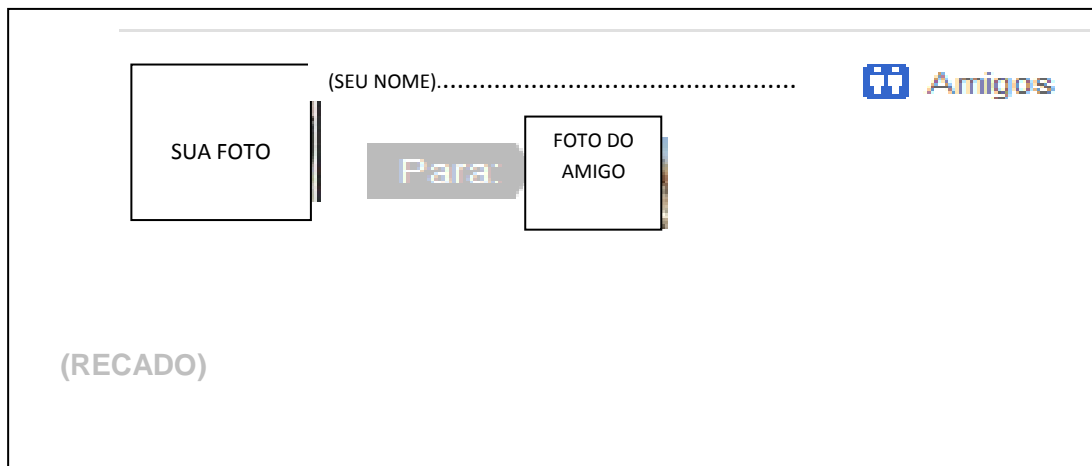 (SEU NOME)................................................
Amigos
SUA FOTO
Para:
FOTO DO
AMIGO
(RECADO)